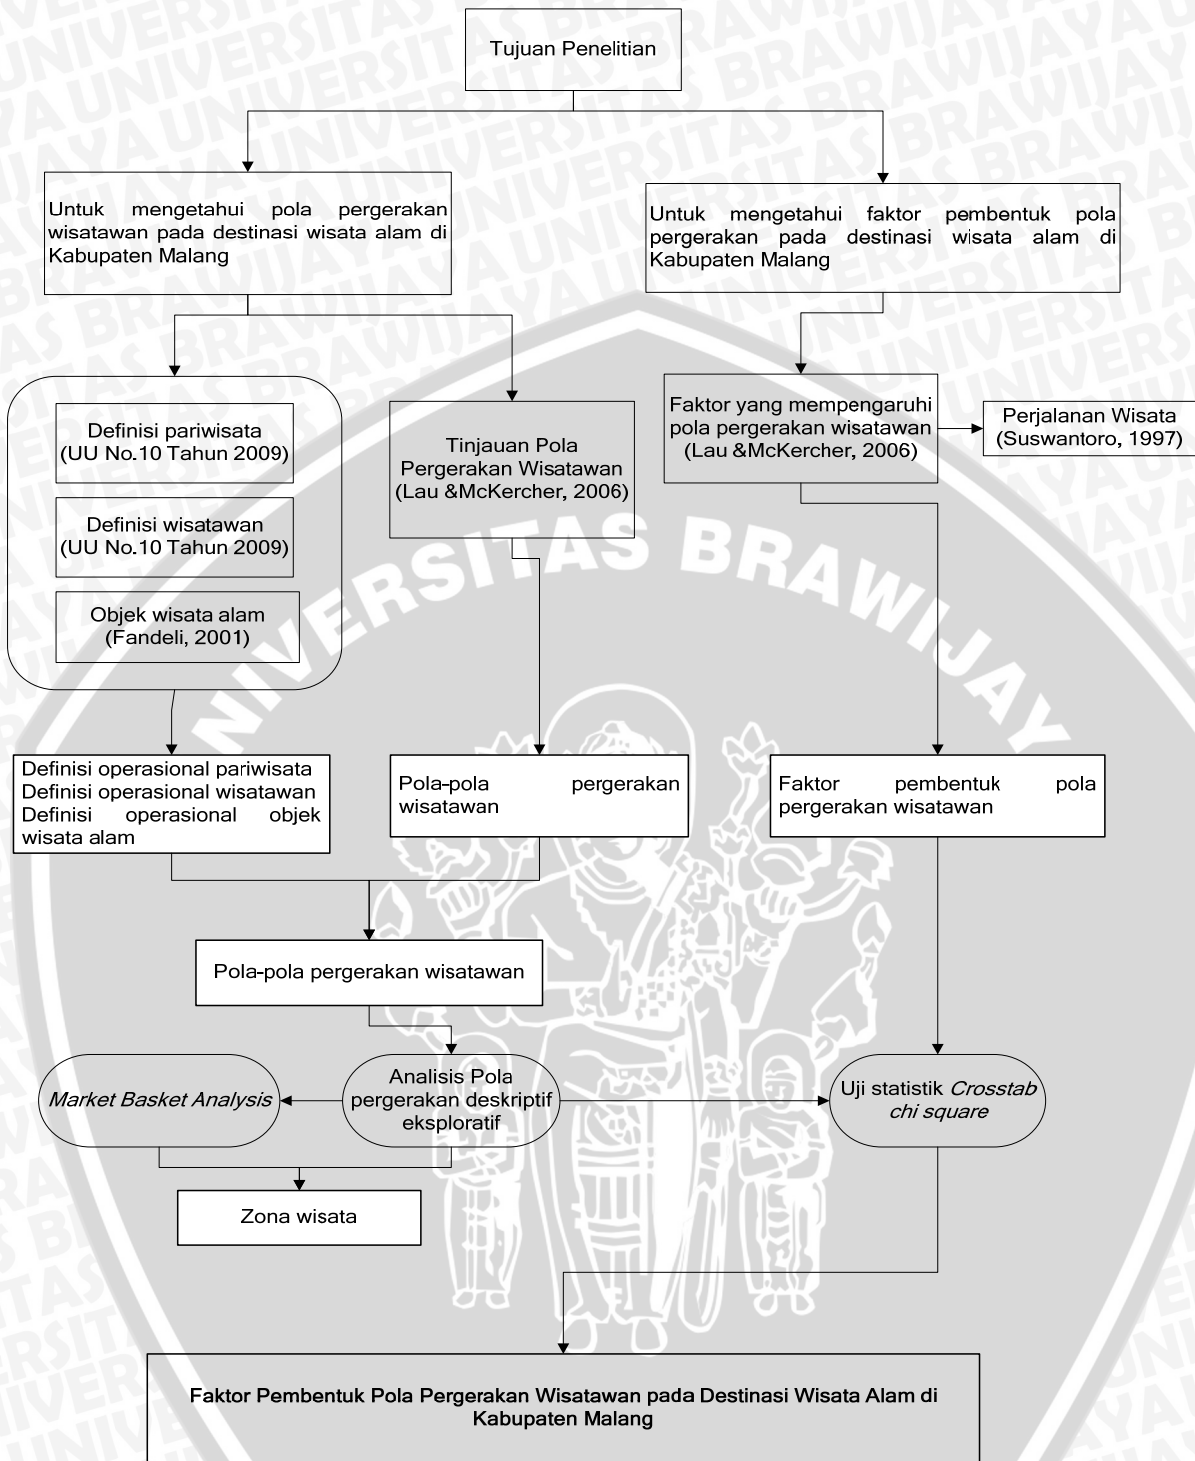 Tujuan Penelitian
Untuk mengetahui pola pergerakan
wisatawan pada destinasi wisata alam di
Kabupaten Malang
Untuk mengetahui faktor pembentuk pola
pergerakan pada destinasi wisata alam di
Kabupaten Malang
Definisi pariwisata
(UU No.10 Tahun 2009)
Definisi wisatawan
(UU No.10 Tahun 2009)
Objek wisata alam
(Fandeli, 2001)
Tinjauan Pola
Pergerakan Wisatawan
(Lau &McKercher, 2006)
Faktor yang mempengaruhi
pola pergerakan wisatawan
(Lau &McKercher, 2006)
Perjalanan Wisata
(Suswantoro, 1997)
Definisi operasional pariwisata
Definisi operasional wisatawan
Definisi operasional objek
wisata alam
Pola-pola pergerakan
wisatawan
Faktor pembentuk pola
pergerakan wisatawan
Pola-pola pergerakan wisatawan
Market Basket Analysis
Analisis Pola
pergerakan deskriptif
eksploratif
Uji statistik Crosstab
chi square
Zona wisata
Faktor Pembentuk Pola Pergerakan Wisatawan pada Destinasi Wisata Alam di
Kabupaten Malang
NIVERSITAS BRAWIJAY